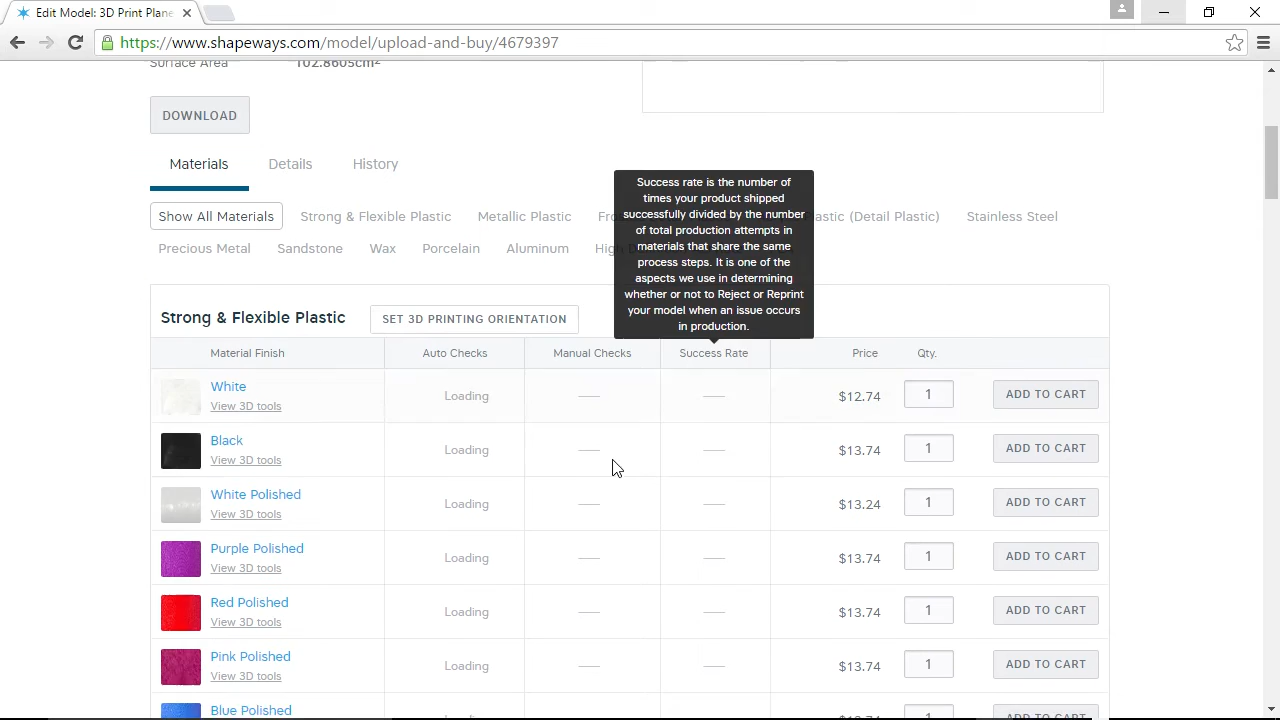 Edit Model: 3D Print Plane
https://www.shapeways.com/model/upload-and-buy/4679397
Surface Area 102.8605cm²
DOWNLOAD
Materials Details History
Success rate is the number of
times your product shipped
successfully divided by the number
of total production attempts in
materials that share the same
process steps. It is one of the
aspects we use in determining
whether or not to Reject or Reprint
your model when an issue occurs
in production.
Show All Materials Strong & Flexible Plastic Metallic Plastic (Detail Plastic) Stainless Steel
Precious Metal Sandstone Wax Porcelain Aluminum
Strong & Flexible Plastic SET 3D PRINTING ORIENTATION
Material Finish Auto Checks Manual Checks Success Rate Price Qty.
White
View 3D tools Loading $12.74 1 ADD TO CART
Black
View 3D tools Loading $13.74 1 ADD TO CART
White Polished
View 3D tools Loading $13.24 1 ADD TO CART
Purple Polished
View 3D tools Loading $13.74 1 ADD TO CART
Red Polished
View 3D tools Loading $13.74 1 ADD TO CART
Pink Polished
View 3D tools Loading $13.74 1 ADD TO CART
Blue Polished